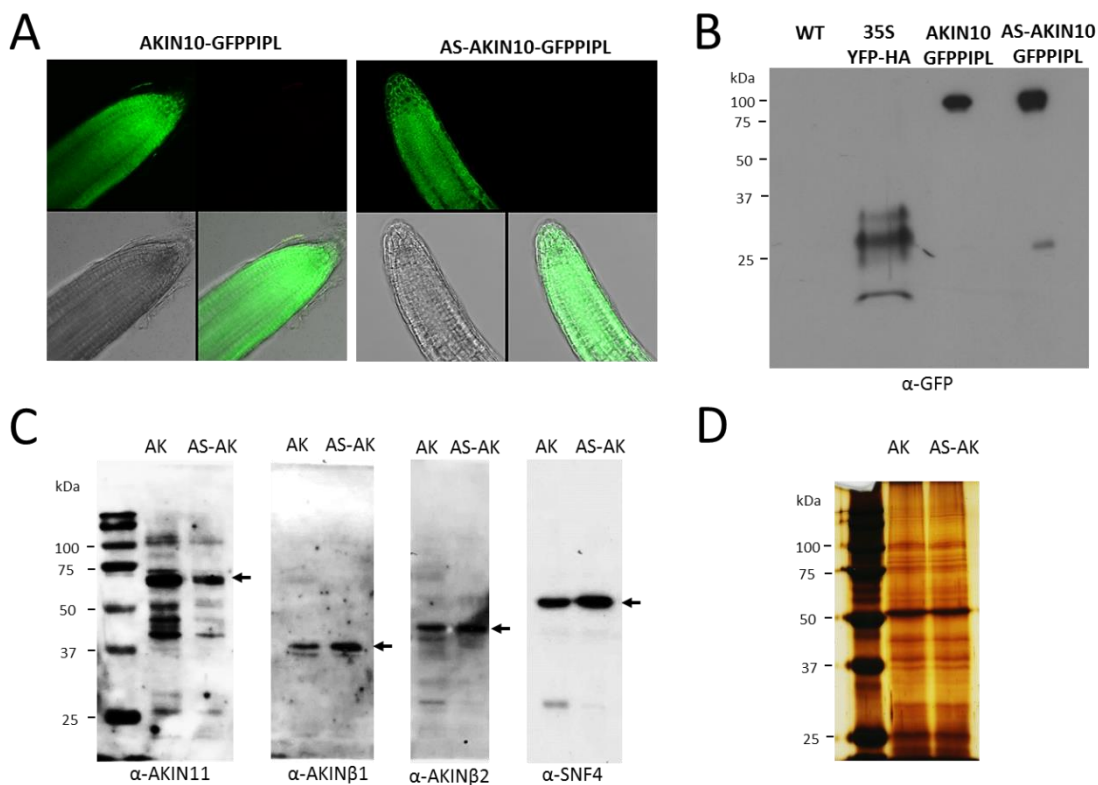 A
AKIN10-GFPPIPL
AS-AKIN10-GFPPIPL
B
WT
35S
YFP-HA
AKIN10
GFPPIPL
AS-AKIN10
GFPPIPL
kDa
100
75
50
37
25
α-GFP
C
AK AS-AK
AK AS-AK
AK AS-AK
AK AS-AK
kDa
100
75
50
37
25
α-AKIN11
α-AKINβ1
α-AKINβ2
α-SNF4
D
AK AS-AK
kDa
100
75
50
37
25